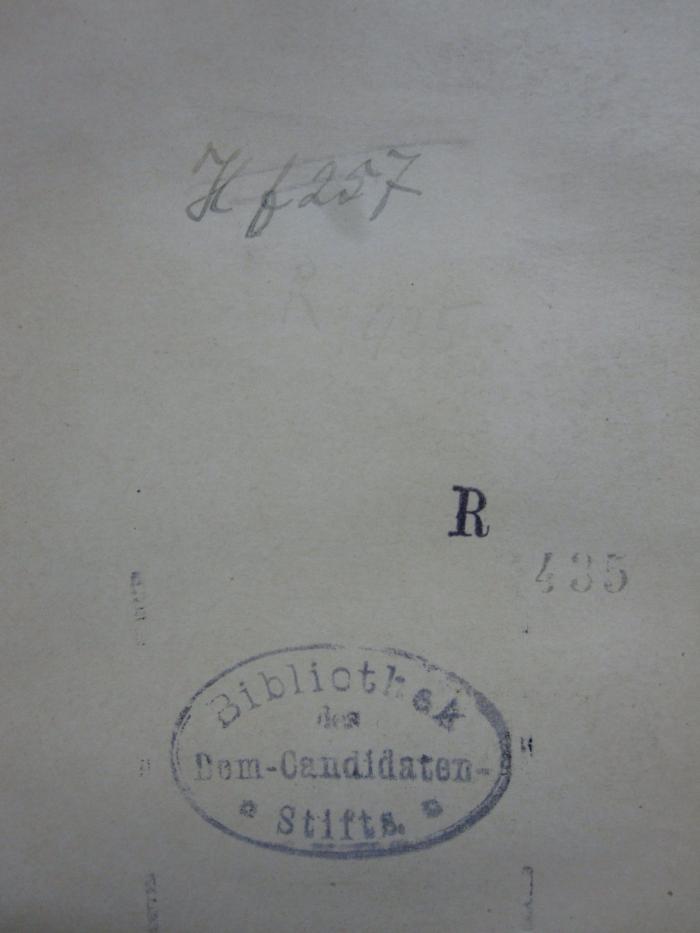 Hf 257
R 435
R
435
Bibliothek
des
Dom-Candidaten-
Stifts.